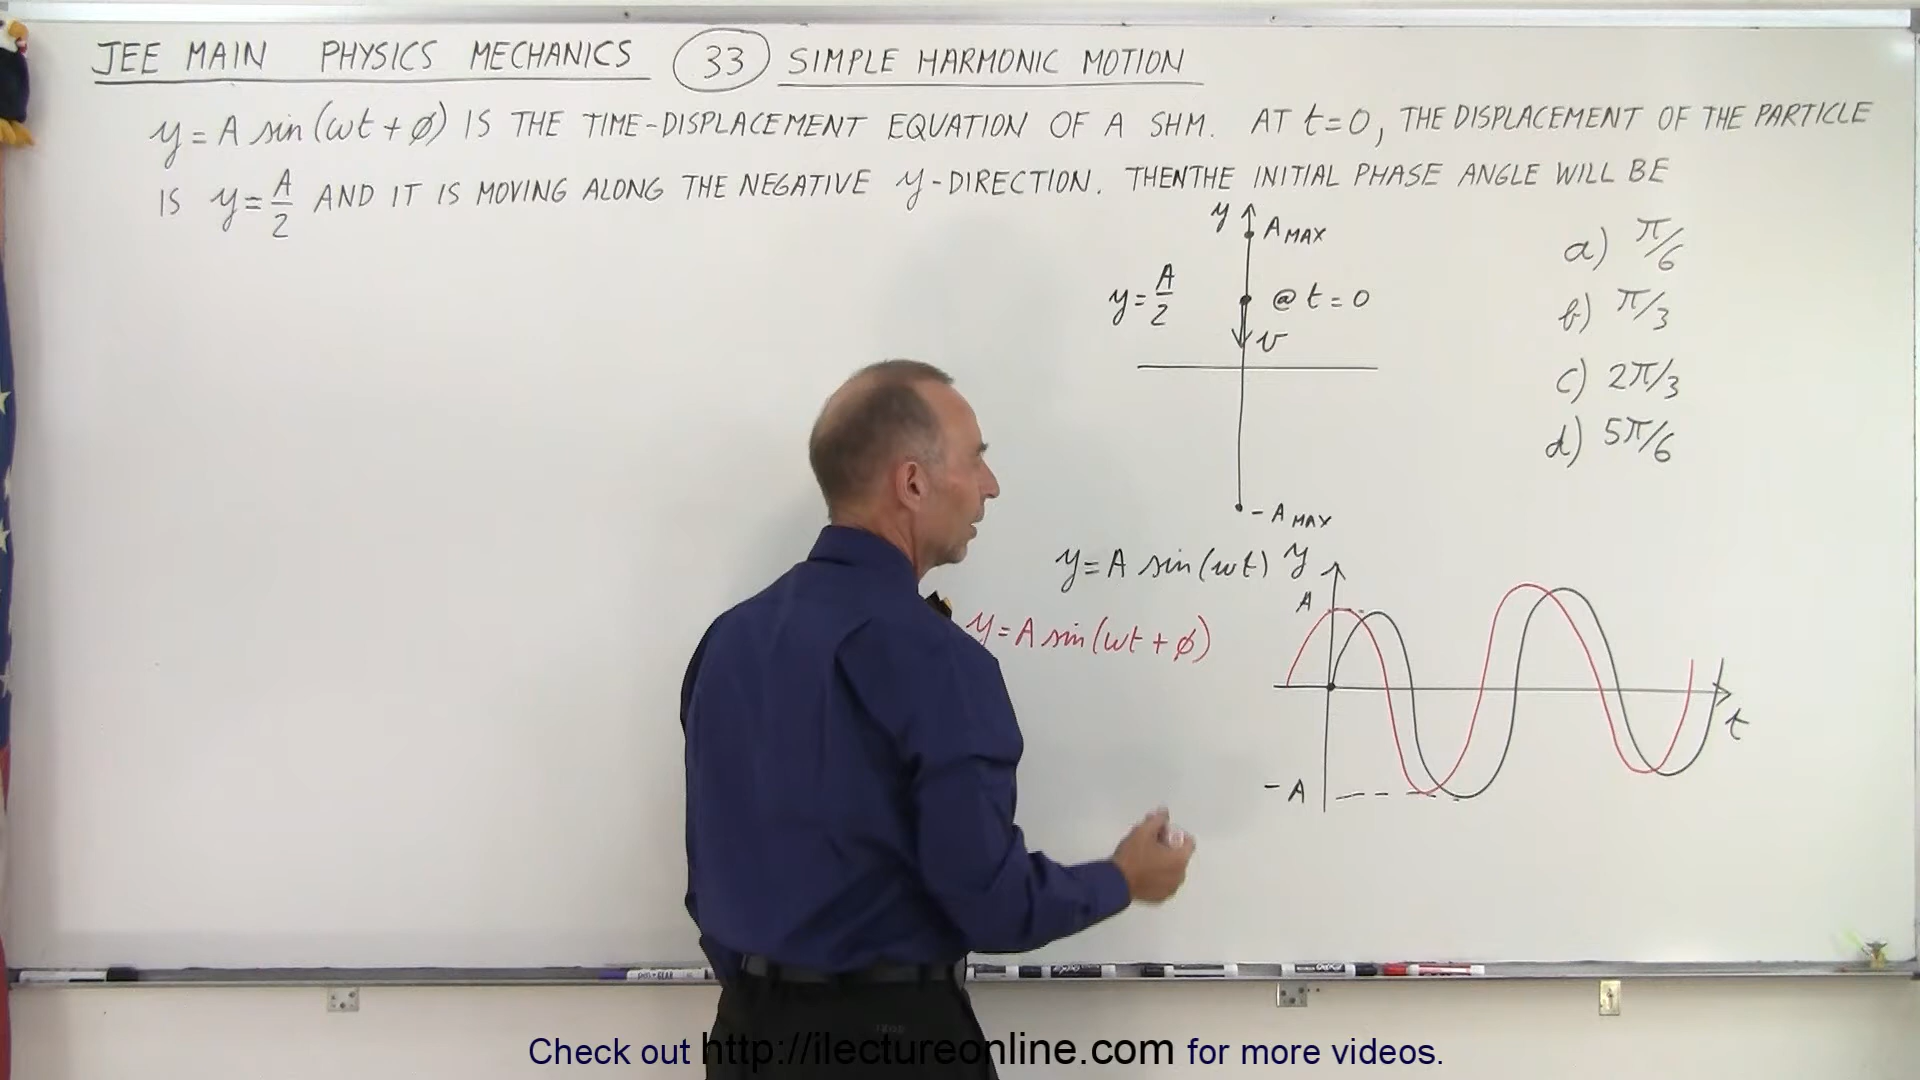 JEE MAIN PHYSICS MECHANICS 33 SIMPLE HARMONIC MOTION
y = A sin(ωt + ϕ) IS THE TIME-DISPLACEMENT EQUATION OF A SHM. AT t=0, THE DISPLACEMENT OF THE PARTICLE
IS y = A/2 AND IT IS MOVING ALONG THE NEGATIVE y-DIRECTION. THEN THE INITIAL PHASE ANGLE WILL BE
y
A MAX
y = A/2
@ t = 0
v
- A MAX
a) π/6
b) π/3
c) 2π/3
d) 5π/6
y = A sin(ωt)
y = A sin(ωt + ϕ)
y
A
- A
t
Check out http://ilectureonline.com for more videos.